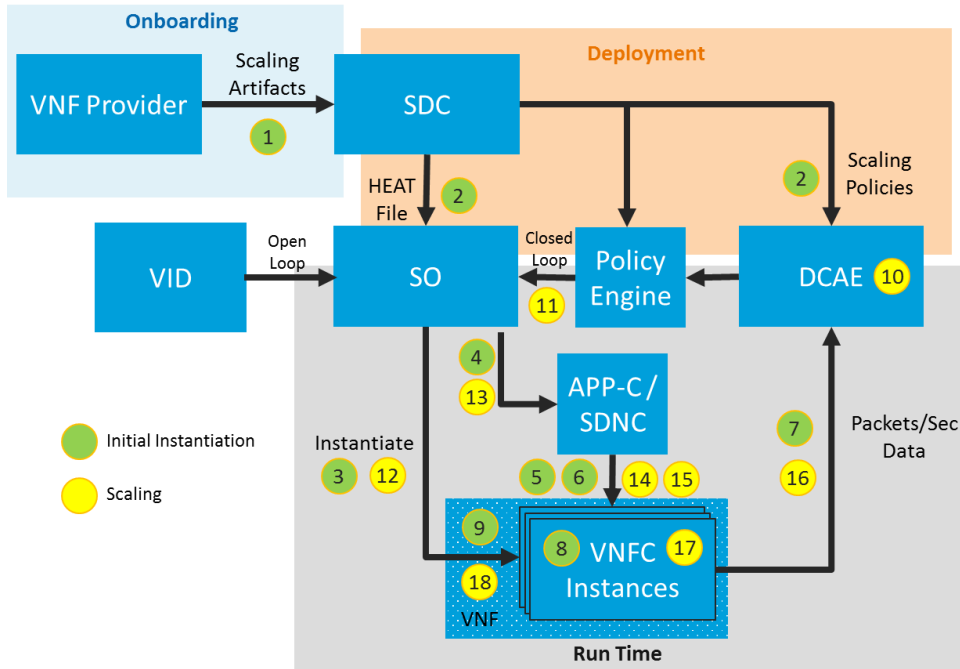 Onboarding
Deployment
VNF Provider
Scaling
Artifacts
1
SDC
HEAT
File
2
2
Scaling
Policies
VID
Open
Loop
SO
Closed
Loop
11
Policy
Engine
DCAE
10
4
13
APP-C /
SDNC
Initial Instantiation
Scaling
Instantiate
3
12
5
6
14
15
7
16
Packets/Sec
Data
9
18
VNF
8
VNFC
Instances
17
Run Time